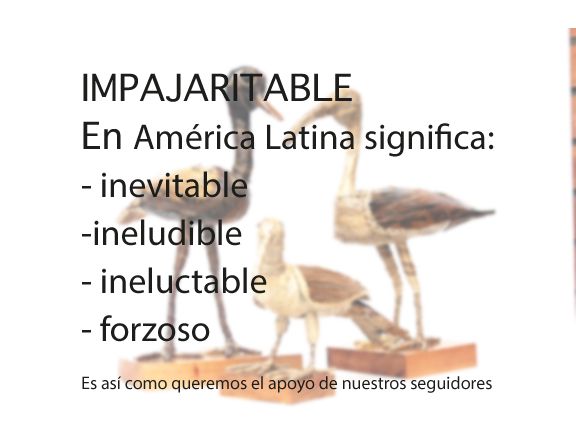 IMPAJARITABLE
En América Latina significa:
- inevitable
-ineludible
- ineluctable
- forzoso
Es así como queremos el apoyo de nuestros seguidores